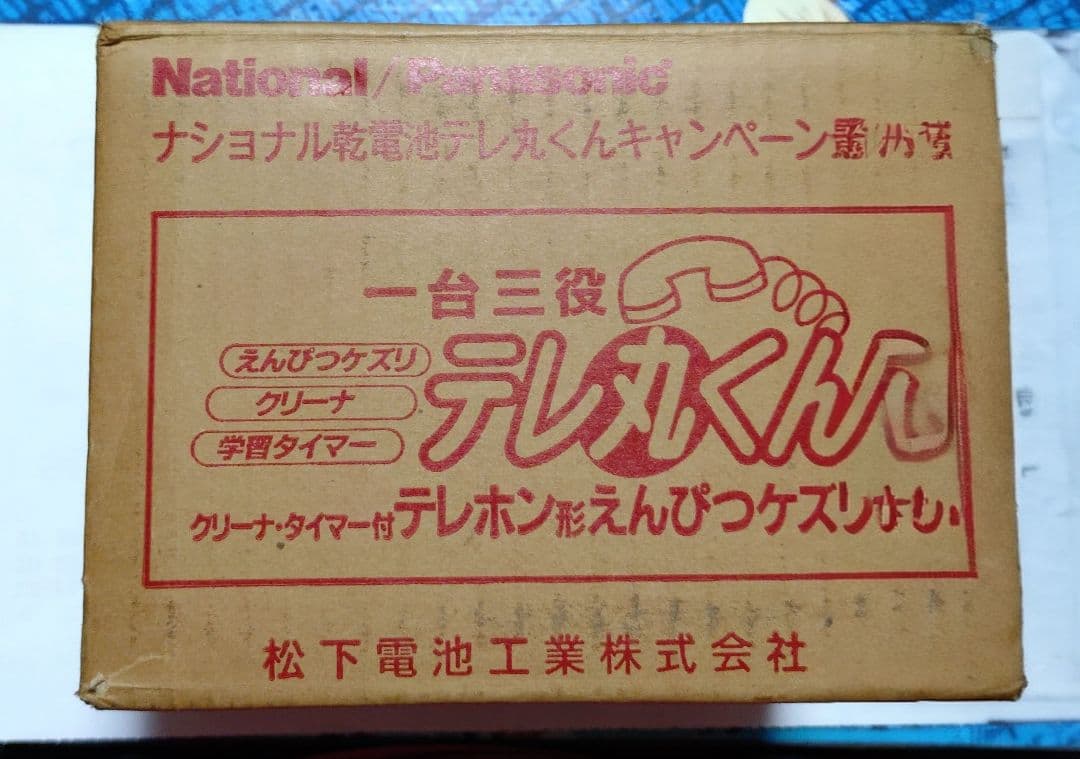 National/Panasonic
ナショナル乾電池テレ丸くんキャンペーン
一台三役
えんぴつケズリ
クリーナ
学習タイマー
テレ丸くん
クリーナ・タイマー付テレホン形えんぴつケズリ
松下電池工業株式会社